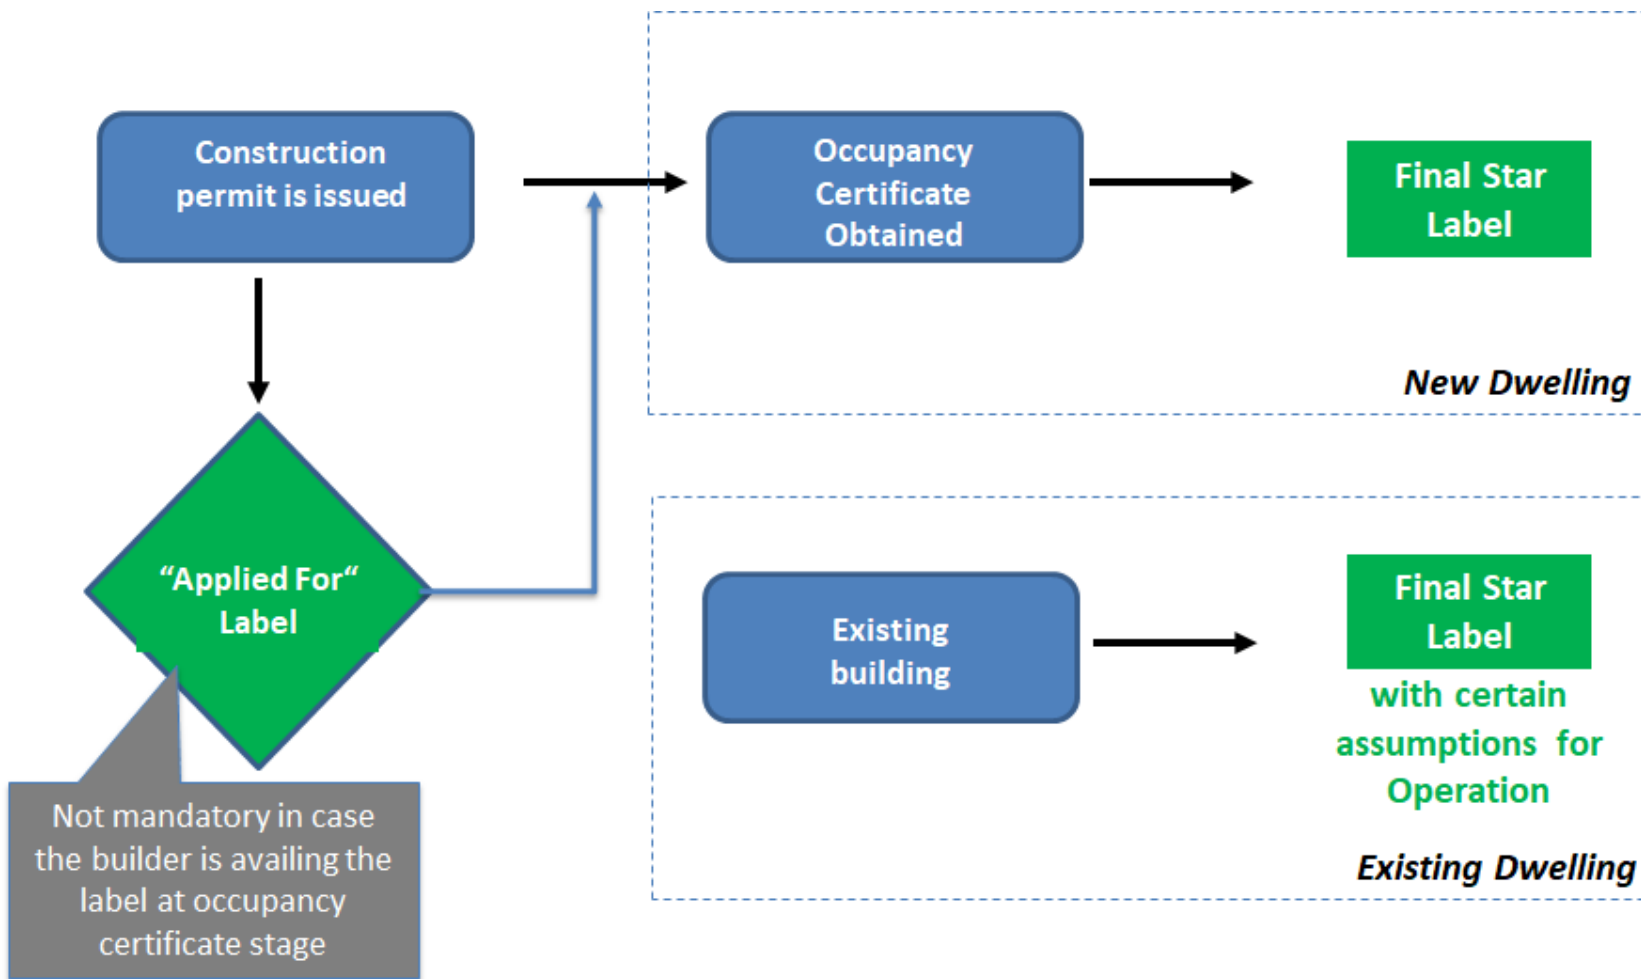 Construction
permit is issued
Occupancy
Certificate
Obtained
Final Star
Label
New Dwelling
“Applied For“
Label
Not mandatory in case
the builder is availing the
label at occupancy
certificate stage
Existing
building
Final Star
Label
with certain
assumptions for
Operation
Existing Dwelling